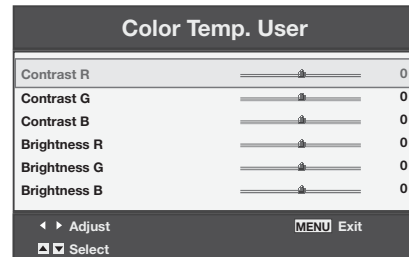 Color Temp. User
Contrast R 0
Contrast G 0
Contrast B 0
Brightness R 0
Brightness G 0
Brightness B 0
Adjust MENU Exit
Select